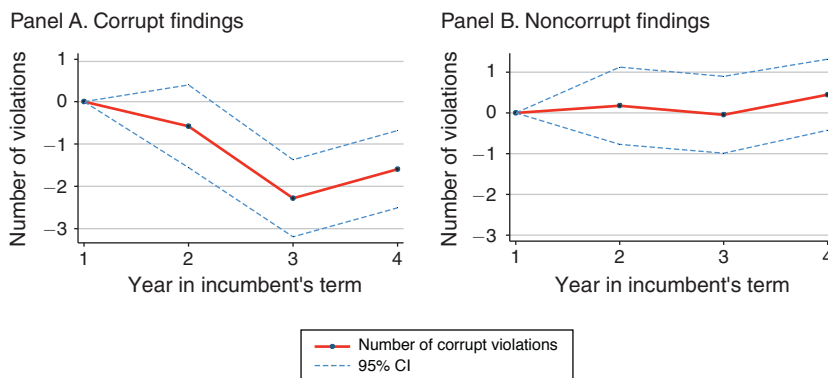 Panel A. Corrupt findings
Number of violations
1
0
−1
−2
−3
1 2 3 4
Year in incumbent's term
Panel B. Noncorrupt findings
Number of violations
1
0
−1
−2
−3
1 2 3 4
Year in incumbent's term
Number of corrupt violations
95% CI